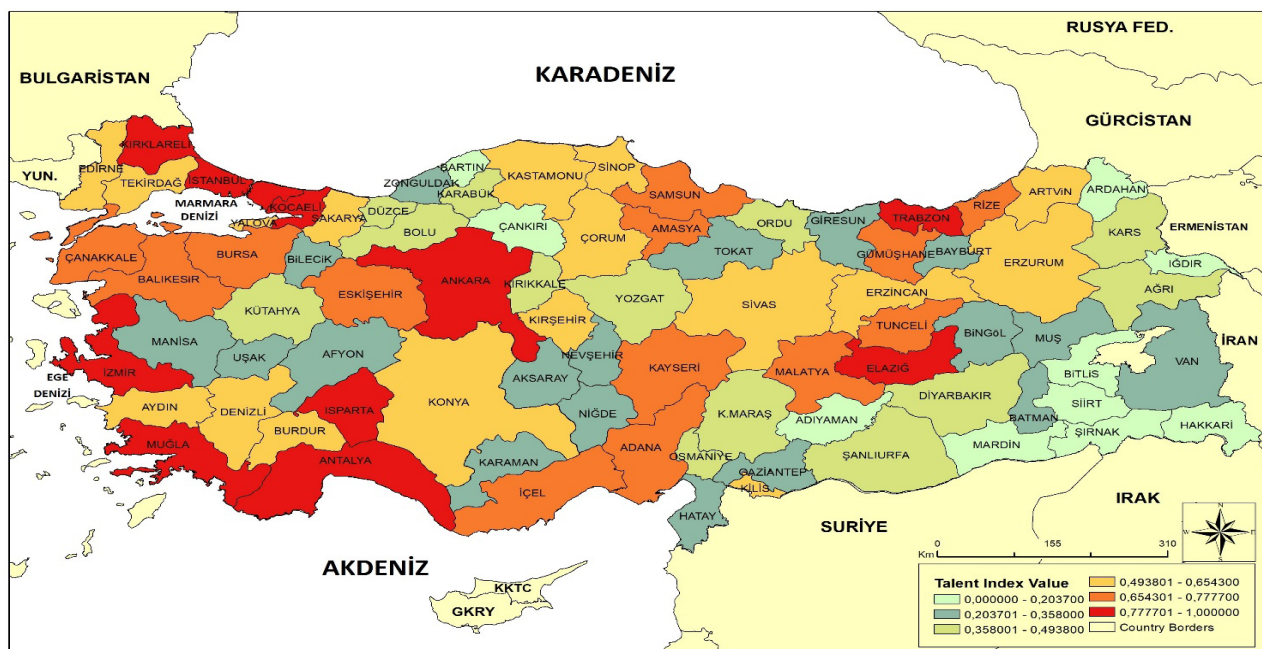 RUSYA FED.
BULGARİSTAN
KARADENİZ
GÜRCİSTAN
YUN.
KIRKLARELİ
EDİRNE
TEKİRDAĞ
İSTANBUL
MARMARA
DENİZİ
KOCAELİ
YALOVA
SAKARYA
DÜZCE
BOLU
ZONGULDAK
BARTIN
KARABÜK
KASTAMONU
SİNOP
ÇANKIRI
ÇORUM
SAMSUN
AMASYA
TOKAT
ORDU
GİRESUN
TRABZON
GÜMÜŞHANE
BAYBURT
RİZE
ARTVİN
ARDAHAN
KARS
ERMENİSTAN
IĞDIR
AĞRI
ERZURUM
ERZİNCAN
ÇANAKKALE
BALIKESIR
BURSA
BİLECİK
ESKİŞEHİR
KÜTAHYA
ANKARA
KIRIKKALE
YOZGAT
SİVAS
KIRŞEHİR
TUNCELİ
BİNGÖL
MUŞ
VAN
İRAN
BİTLİS
SİİRT
BATMAN
ŞIRNAK
HAKKARİ
MARDİN
DİYARBAKIR
ELAZIĞ
MALATYA
ADIYAMAN
ŞANLIURFA
K.MARAŞ
KAYSERİ
NEVŞEHİR
AKSARAY
NİĞDE
KONYA
AFYON
UŞAK
MANİSA
İZMİR
EGE
DENİZİ
AYDIN
DENİZLİ
BURDUR
ISPARTA
MUĞLA
ANTALYA
KARAMAN
İÇEL
ADANA
OSMANİYE
GAZİANTEP
KİLİS
HATAY
SURİYE
IRAK
AKDENİZ
KKTC
GKRY
N
W
E
S
0
155
310
Km
Talent Index Value
0,000000 - 0,203700
0,203701 - 0,358000
0,358001 - 0,493800
0,493801 - 0,654300
0,654301 - 0,777700
0,777701 - 1,000000
Country Borders